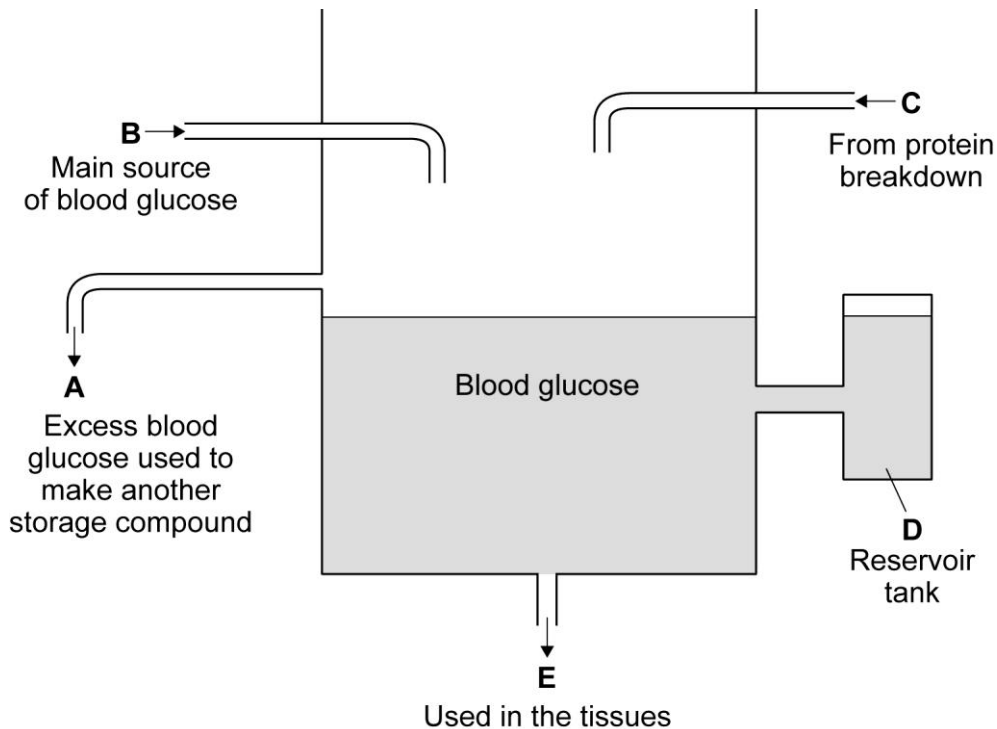 B
Main source
of blood glucose
C
From protein
breakdown
A
Excess blood
glucose used to
make another
storage compound
Blood glucose
D
Reservoir
tank
E
Used in the tissues